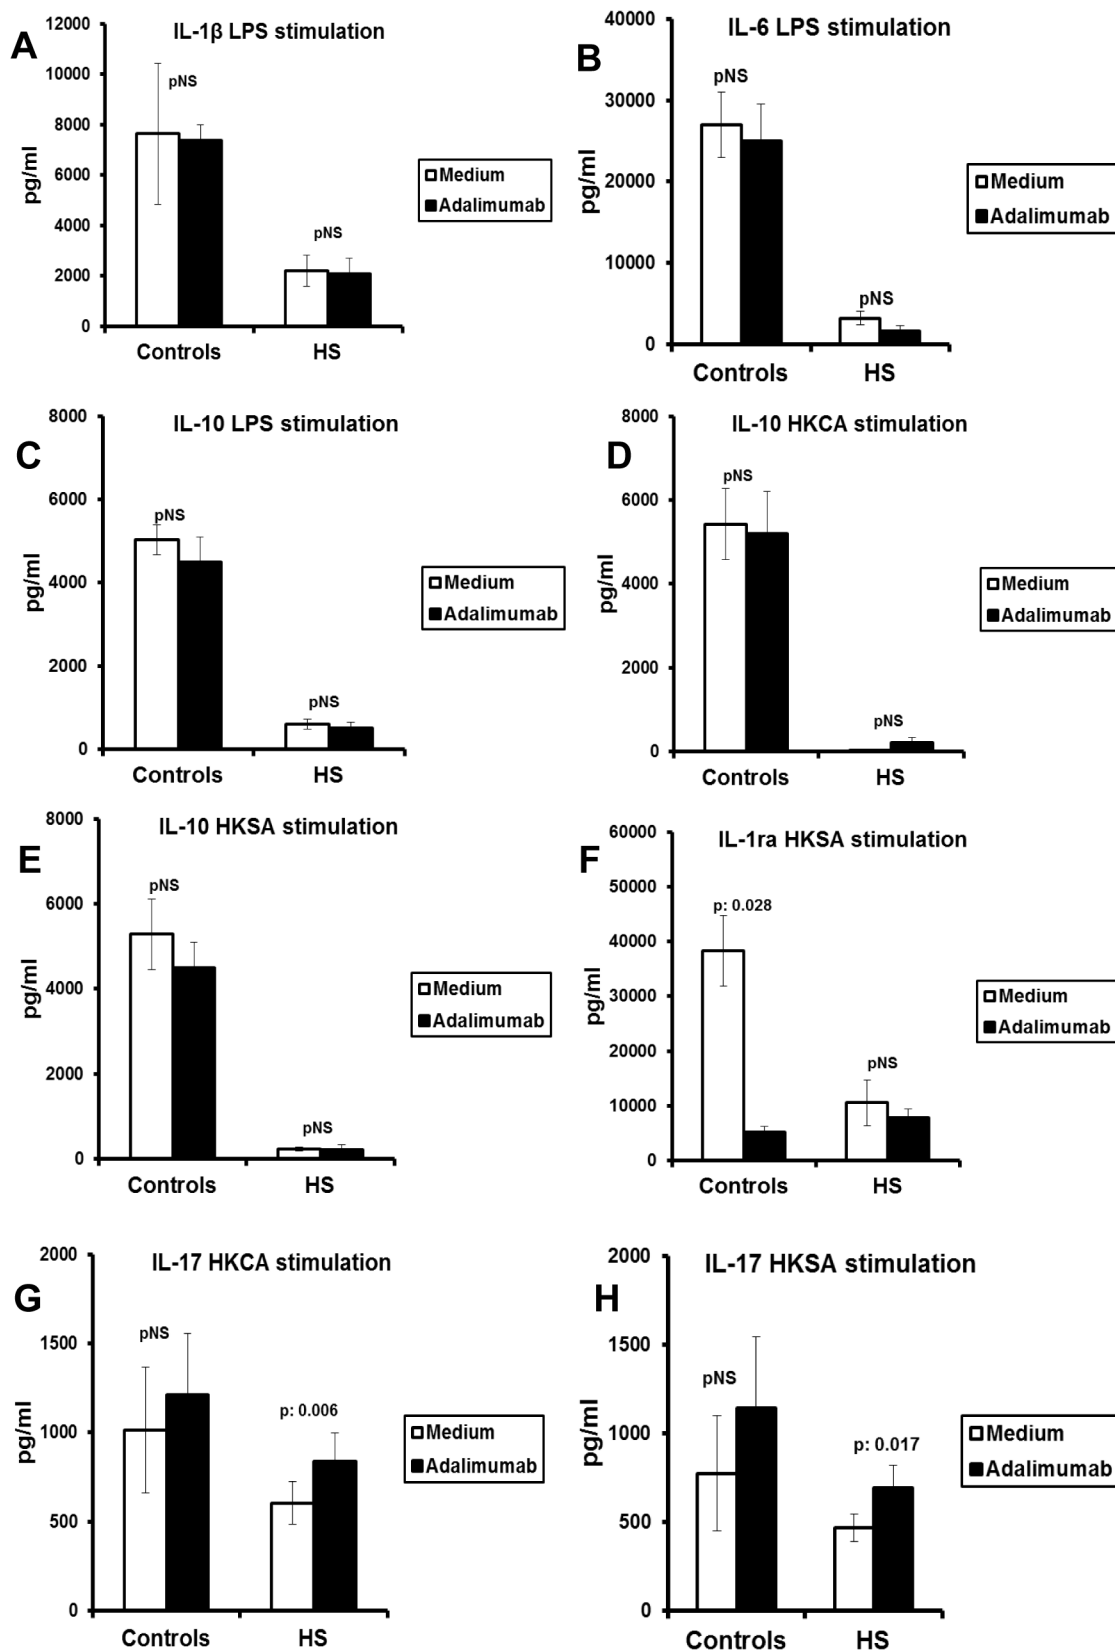 A
IL-1β LPS stimulation
12000
10000
8000
6000
4000
2000
0
pg/ml
pNS
pNS
Controls
HS
Medium
Adalimumab
B
IL-6 LPS stimulation
40000
30000
20000
10000
0
pg/ml
pNS
pNS
Controls
HS
Medium
Adalimumab
C
IL-10 LPS stimulation
8000
6000
4000
2000
0
pg/ml
pNS
pNS
Controls
HS
Medium
Adalimumab
D
IL-10 HKCA stimulation
8000
6000
4000
2000
0
pg/ml
pNS
pNS
Controls
HS
Medium
Adalimumab
E
IL-10 HKSA stimulation
8000
6000
4000
2000
0
pg/ml
pNS
pNS
Controls
HS
Medium
Adalimumab
F
IL-1ra HKSA stimulation
60000
50000
40000
30000
20000
10000
0
pg/ml
p: 0.028
pNS
Controls
HS
Medium
Adalimumab
G
IL-17 HKCA stimulation
2000
1500
1000
500
0
pg/ml
pNS
p: 0.006
Controls
HS
Medium
Adalimumab
H
IL-17 HKSA stimulation
2000
1500
1000
500
0
pg/ml
pNS
p: 0.017
Controls
HS
Medium
Adalimumab